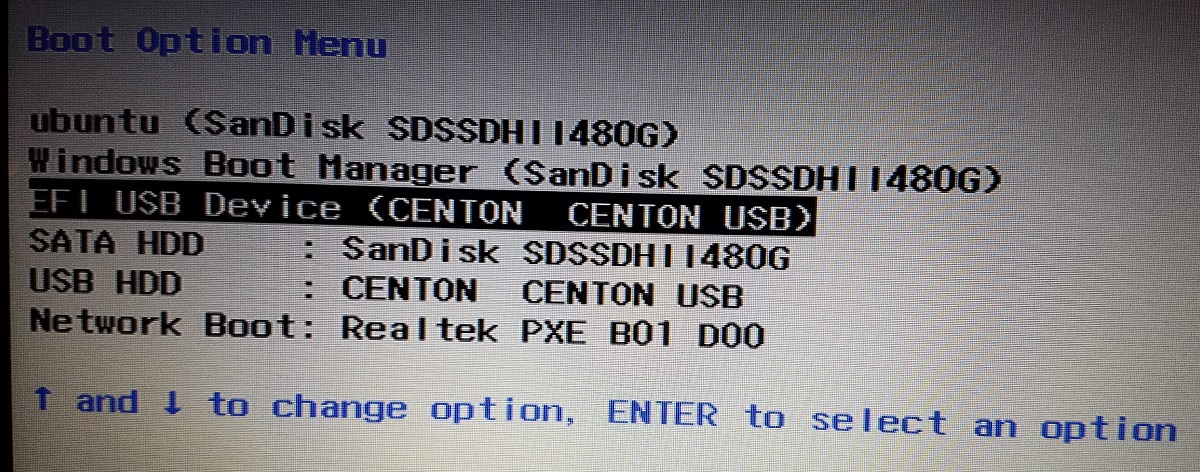 Boot Option Menu
ubuntu (SanDisk SDSSDHII480G)
Windows Boot Manager (SanDisk SDSSDHII480G)
EFI USB Device (CENTON  CENTON USB)
SATA HDD      : SanDisk SDSSDHII480G
USB HDD       : CENTON  CENTON USB
Network Boot: Realtek PXE B01 D00
↑ and ↓ to change option, ENTER to select an option